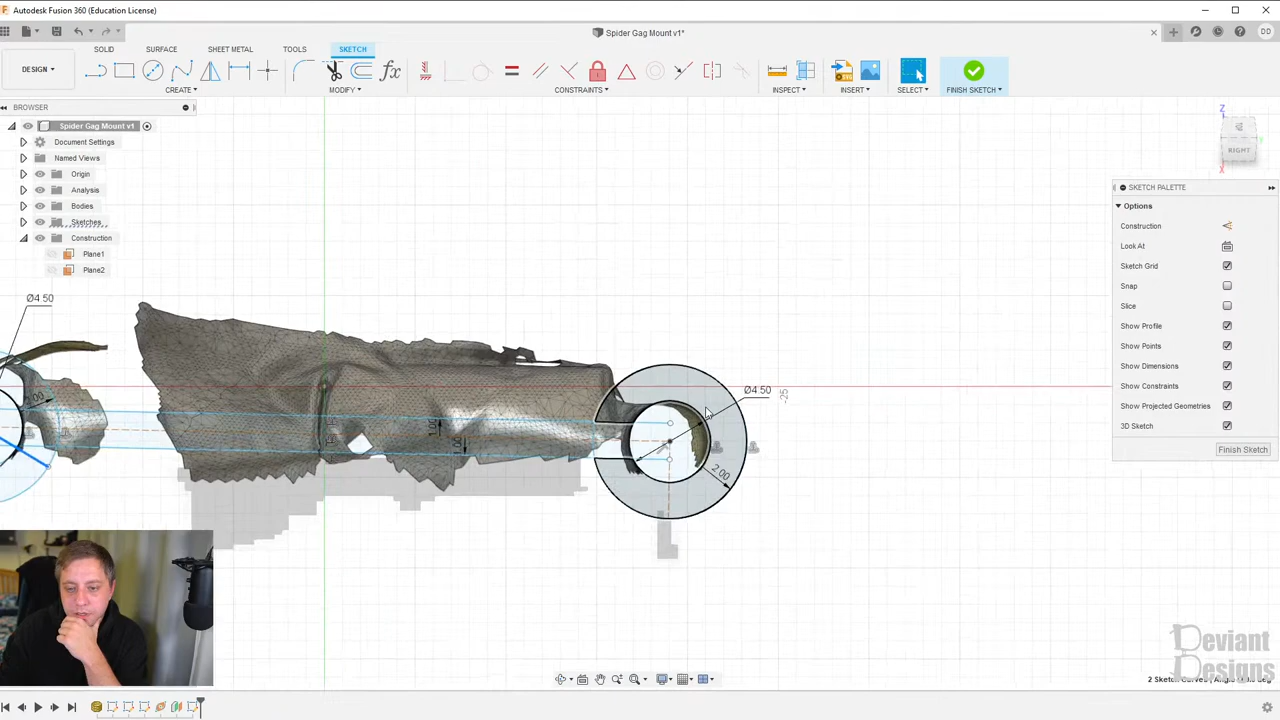 Autodesk Fusion 360 (Education License)
Spider Gag Mount v1*
DD
DESIGN
SOLID
SURFACE
SHEET METAL
TOOLS
SKETCH
CREATE
MODIFY
CONSTRAINTS
INSPECT
INSERT
SELECT
FINISH SKETCH
BROWSER
Spider Gag Mount v1
Document Settings
Named Views
Origin
Analysis
Bodies
Sketches
Construction
Plane1
Plane2
Z
RIGHT
X
SKETCH PALETTE
Options
Construction
Look At
Sketch Grid
Snap
Slice
Show Profile
Show Points
Show Dimensions
Show Constraints
Show Projected Geometries
3D Sketch
Finish Sketch
Ø4.50
Ø4.50
-25
2.00
Deviant
Designs